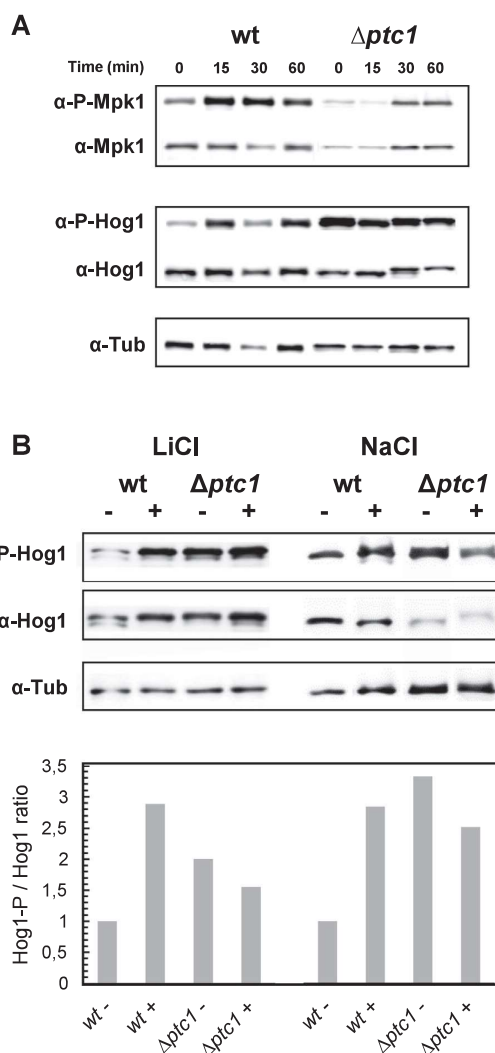 A
wt Δptc1
Time (min) 0 15 30 60 0 15 30 60
α-P-Mpk1
α-Mpk1
α-P-Hog1
α-Hog1
α-Tub
B
LiCl NaCl
wt Δptc1 wt Δptc1
- + - + - + - +
P-Hog1
α-Hog1
α-Tub
Hog1-P / Hog1 ratio
3,5
3
2,5
2
1,5
1
0,5
0
wt - wt + Δptc1 - Δptc1 + wt - wt + Δptc1 - Δptc1 +